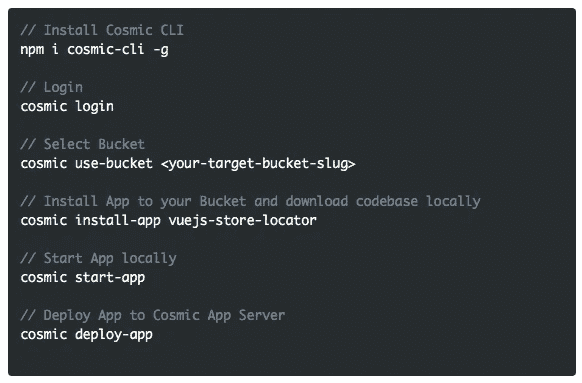 // Install Cosmic CLI
npm i cosmic-cli -g
// Login
cosmic login
// Select Bucket
cosmic use-bucket <your-target-bucket-slug>
// Install App to your Bucket and download codebase locally
cosmic install-app vuejs-store-locator
// Start App locally
cosmic start-app
// Deploy App to Cosmic App Server
cosmic deploy-app